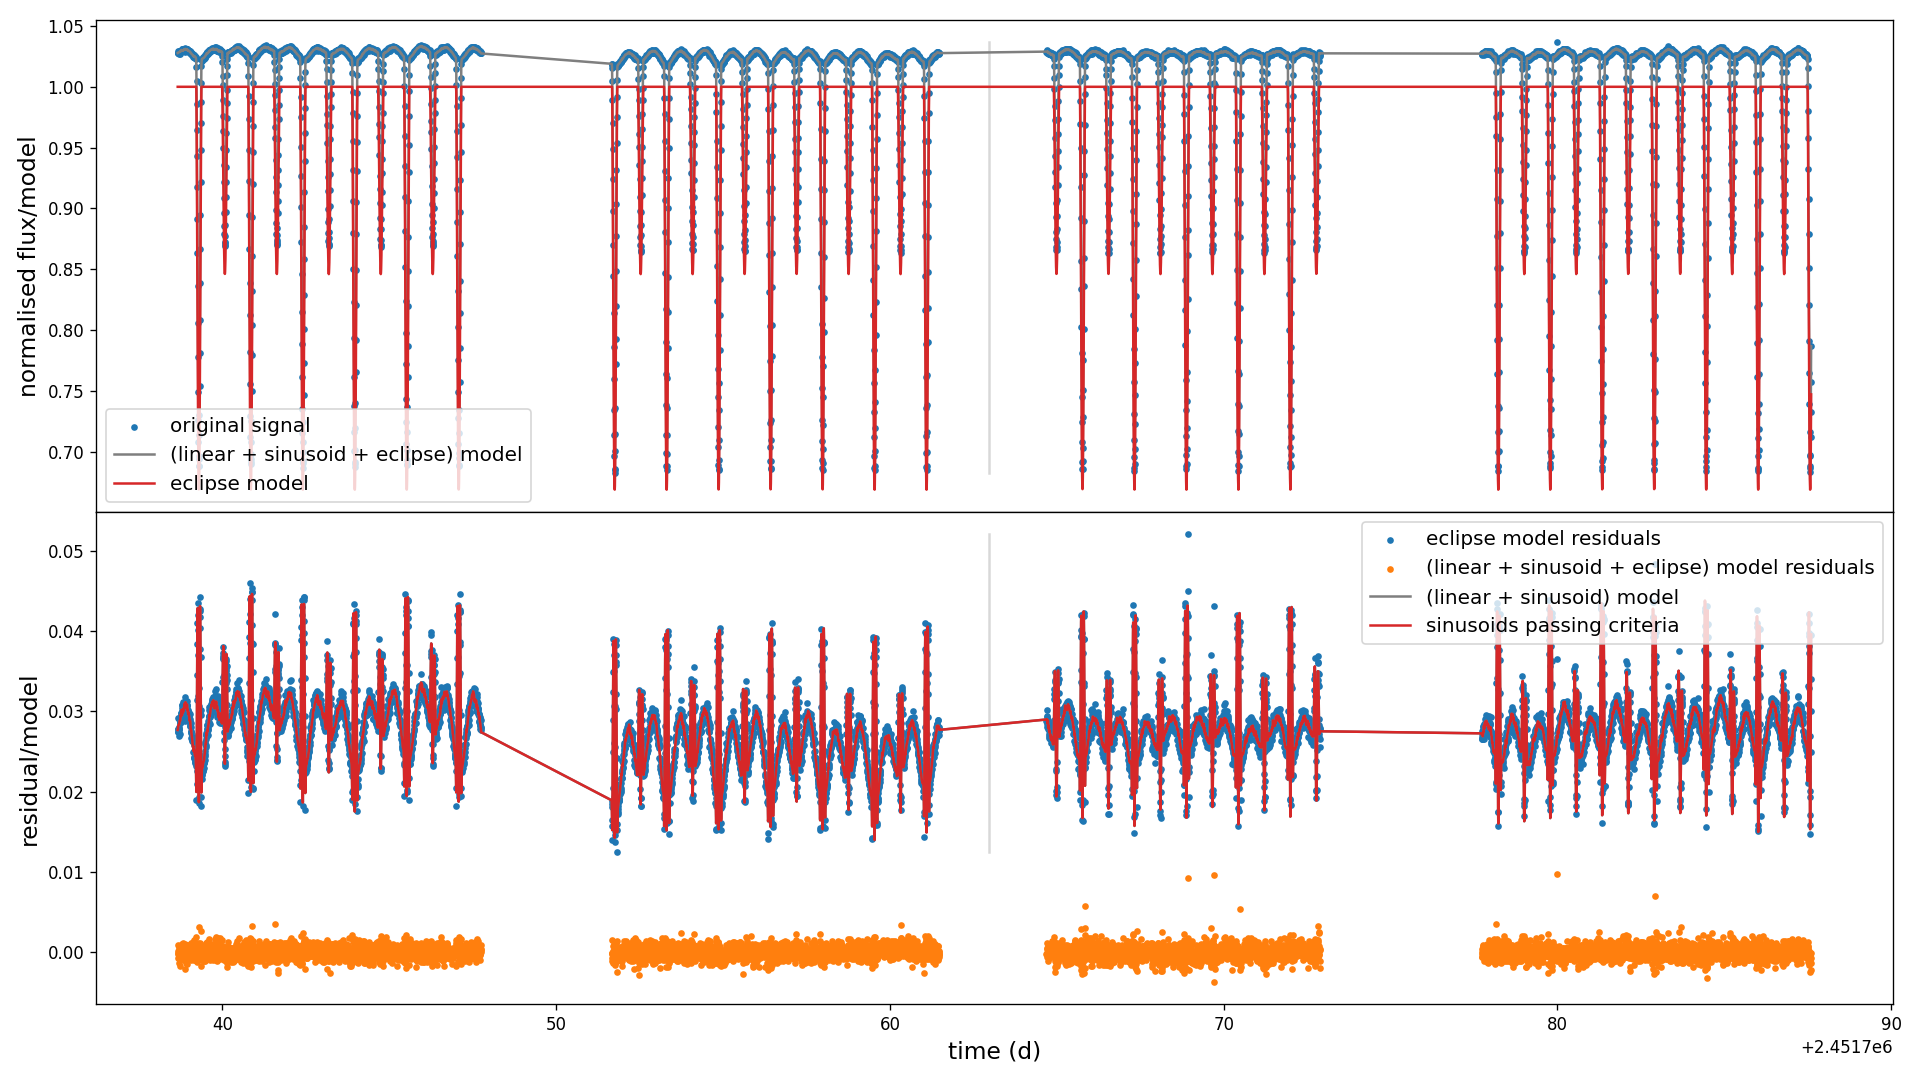 1.05
1.00
0.95
0.90
0.85
0.80
0.75
0.70
normalised flux/model
original signal
(linear + sinusoid + eclipse) model
eclipse model
0.05
0.04
0.03
0.02
0.01
0.00
residual/model
eclipse model residuals
(linear + sinusoid + eclipse) model residuals
(linear + sinusoid) model
sinusoids passing criteria
40
50
60
70
80
90
time (d)
+2.4517e6